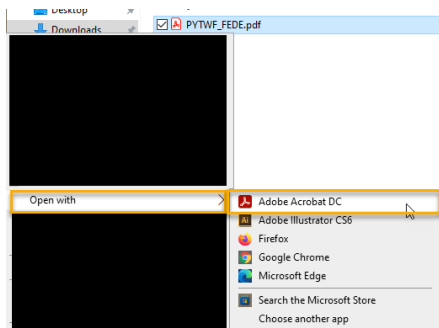 Desktop
Downloads
PYTWF_FEDE.pdf
Open with
Adobe Acrobat DC
Ai Adobe Illustrator CS6
Firefox
Google Chrome
Microsoft Edge
Search the Microsoft Store
Choose another app